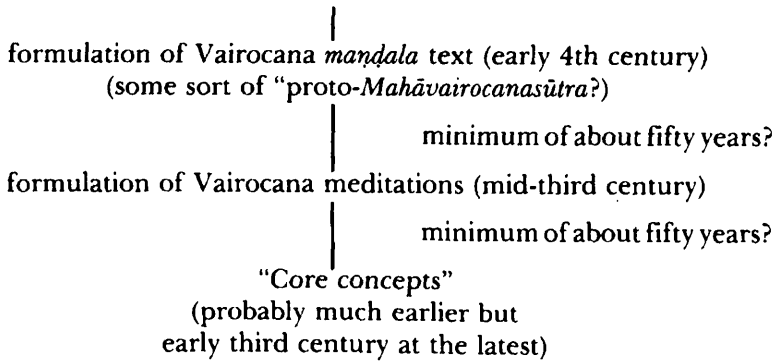 formulation of Vairocana maṇḍala text (early 4th century)
(some sort of “proto-Mahāvairocanasūtra?)
minimum of about fifty years?
formulation of Vairocana meditations (mid-third century)
minimum of about fifty years?
“Core concepts”
(probably much earlier but
early third century at the latest)